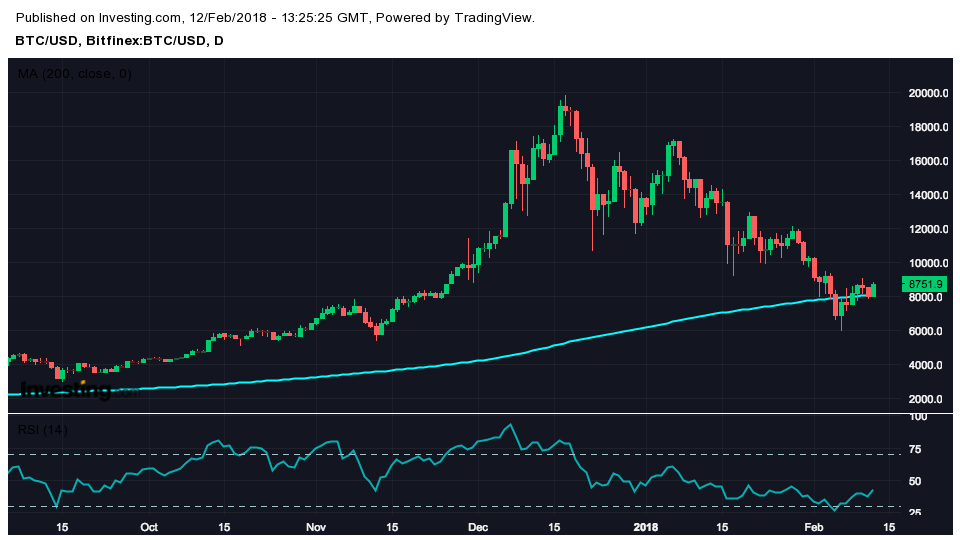 Published on Investing.com, 12/Feb/2018 - 13:25:25 GMT, Powered by TradingView.
BTC/USD, Bitfinex:BTC/USD, D
MA (200, close, 0)
20000.0
18000.0
16000.0
14000.0
12000.0
10000.0
8751.9
8000.0
6000.0
4000.0
2000.0
Investing.com
100
RSI (14)
75
50
25
15 Oct 15 Nov 15 Dec 15 2018 15 Feb 15